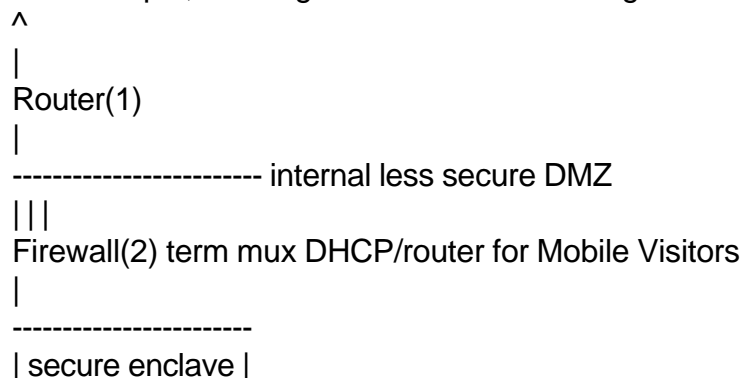 ^
|
Router(1)
|
------------------------- internal less secure DMZ
| | |
Firewall(2) term mux DHCP/router for Mobile Visitors
|
------------------------
| secure enclave |